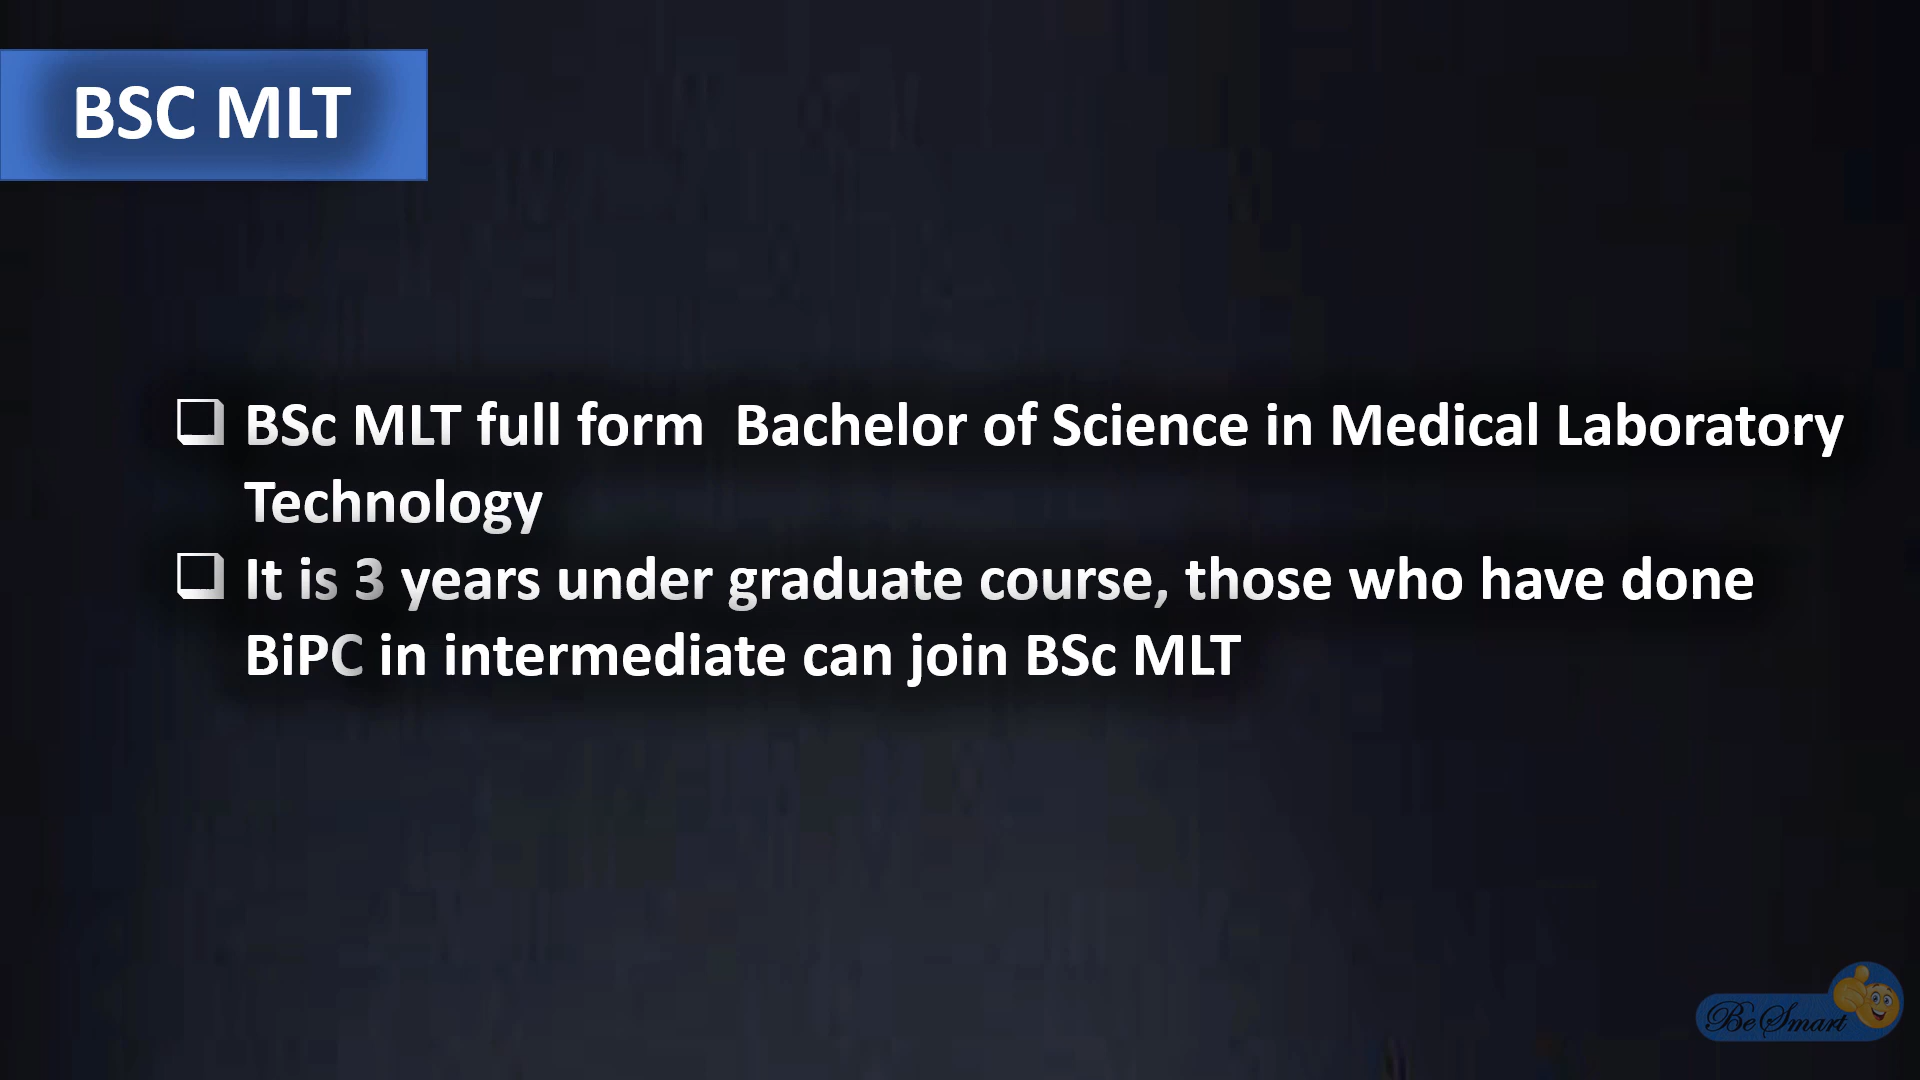 BSC MLT
BSc MLT full form  Bachelor of Science in Medical Laboratory
Technology
It is 3 years under graduate course, those who have done
BiPC in intermediate can join BSc MLT
Be Smart